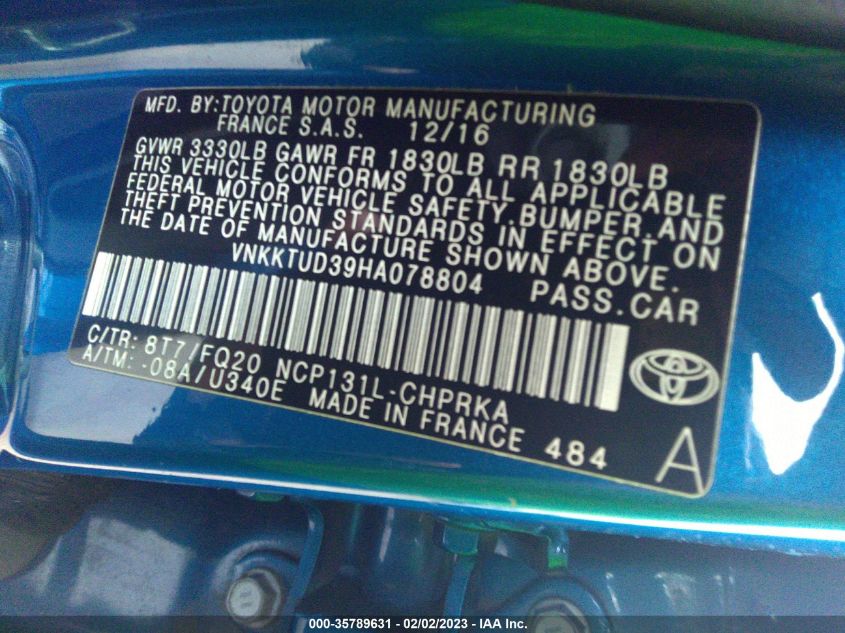 MFD. BY:TOYOTA MOTOR MANUFACTURING
FRANCE S.A.S. 12/16
GVWR 3330LB GAWR FR 1830LB RR 1830LB
THIS VEHICLE CONFORMS TO ALL APPLICABLE
FEDERAL MOTOR VEHICLE SAFETY,BUMPER,AND
THEFT PREVENTION STANDARDS IN EFFECT ON
THE DATE OF MANUFACTURE SHOWN ABOVE.
VNKKTUD39HA078804 PASS.CAR
C/TR: 8T7/FQ20 NCP131L-CHPRKA
A/TM: -08A/U340E MADE IN FRANCE 484
A
000-35789631 - 02/02/2023 - IAA Inc.